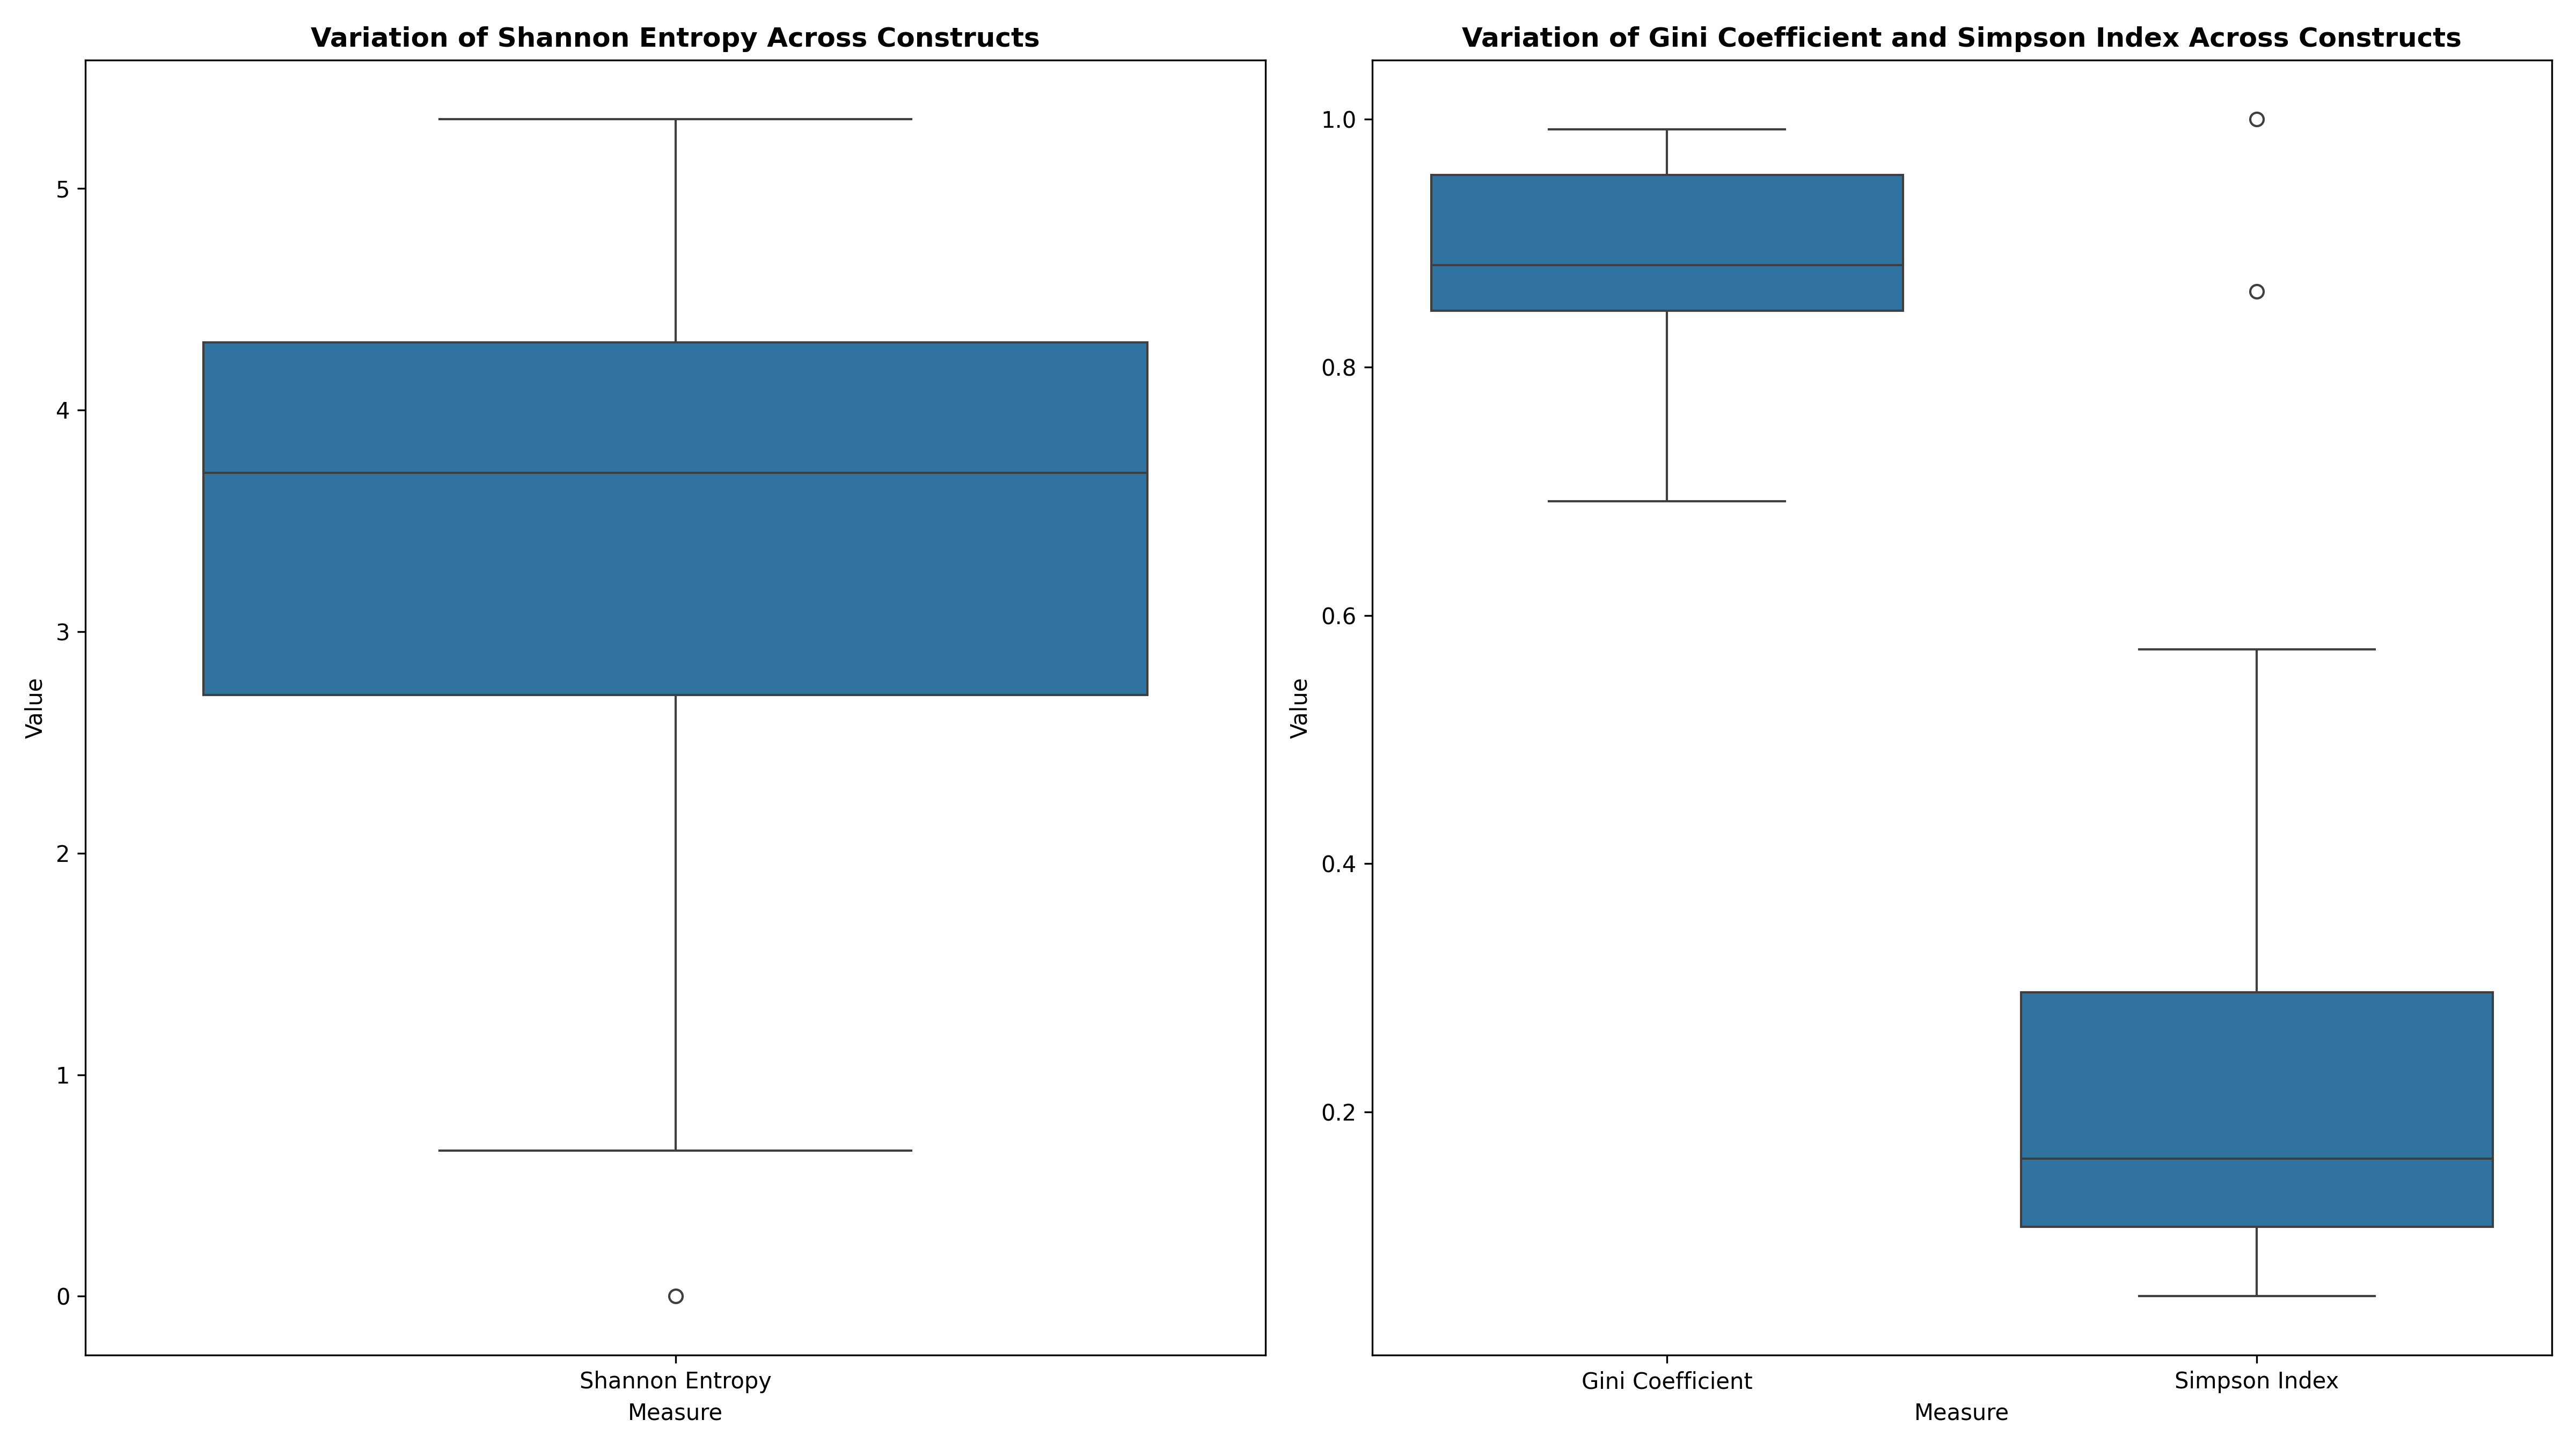 Variation of Shannon Entropy Across Constructs
5
4
3
2
1
0
Value
Shannon Entropy
Measure
Variation of Gini Coefficient and Simpson Index Across Constructs
1.0
0.8
0.6
0.4
0.2
Value
Gini Coefficient Simpson Index
Measure